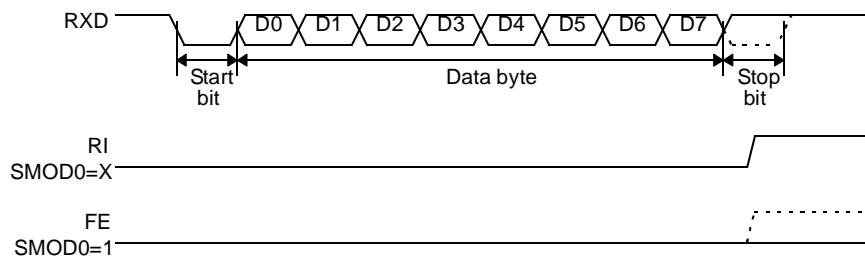 RXD D0 D1 D2 D3 D4 D5 D6 D7
Start bit
Data byte
Stop bit
RI
SMOD0=X
FE
SMOD0=1